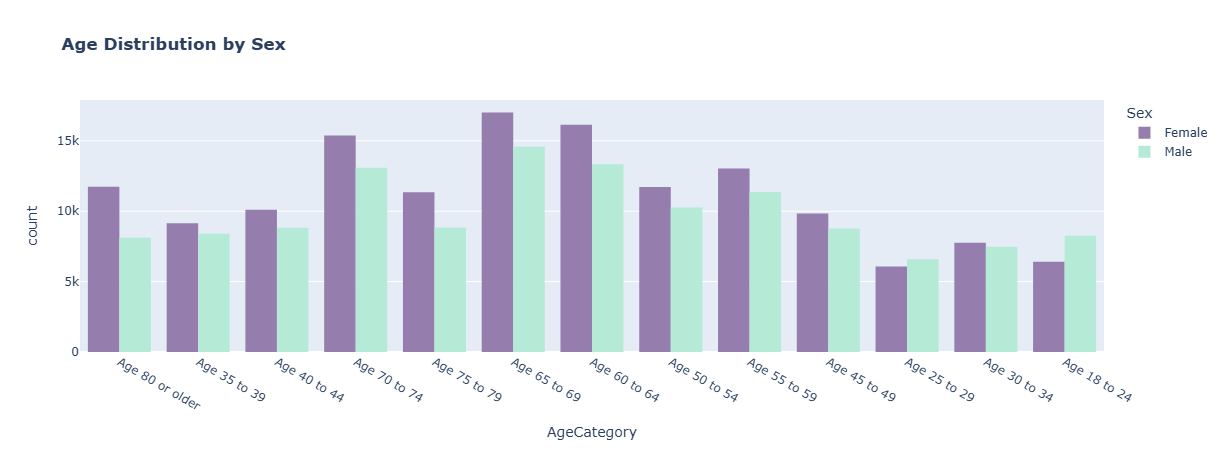 Age Distribution by Sex
Sex
Female
Male
15k
10k
5k
0
count
Age 80 or older
Age 35 to 39
Age 40 to 44
Age 70 to 74
Age 75 to 79
Age 65 to 69
Age 60 to 64
Age 50 to 54
Age 55 to 59
Age 45 to 49
Age 25 to 29
Age 30 to 34
Age 18 to 24
AgeCategory